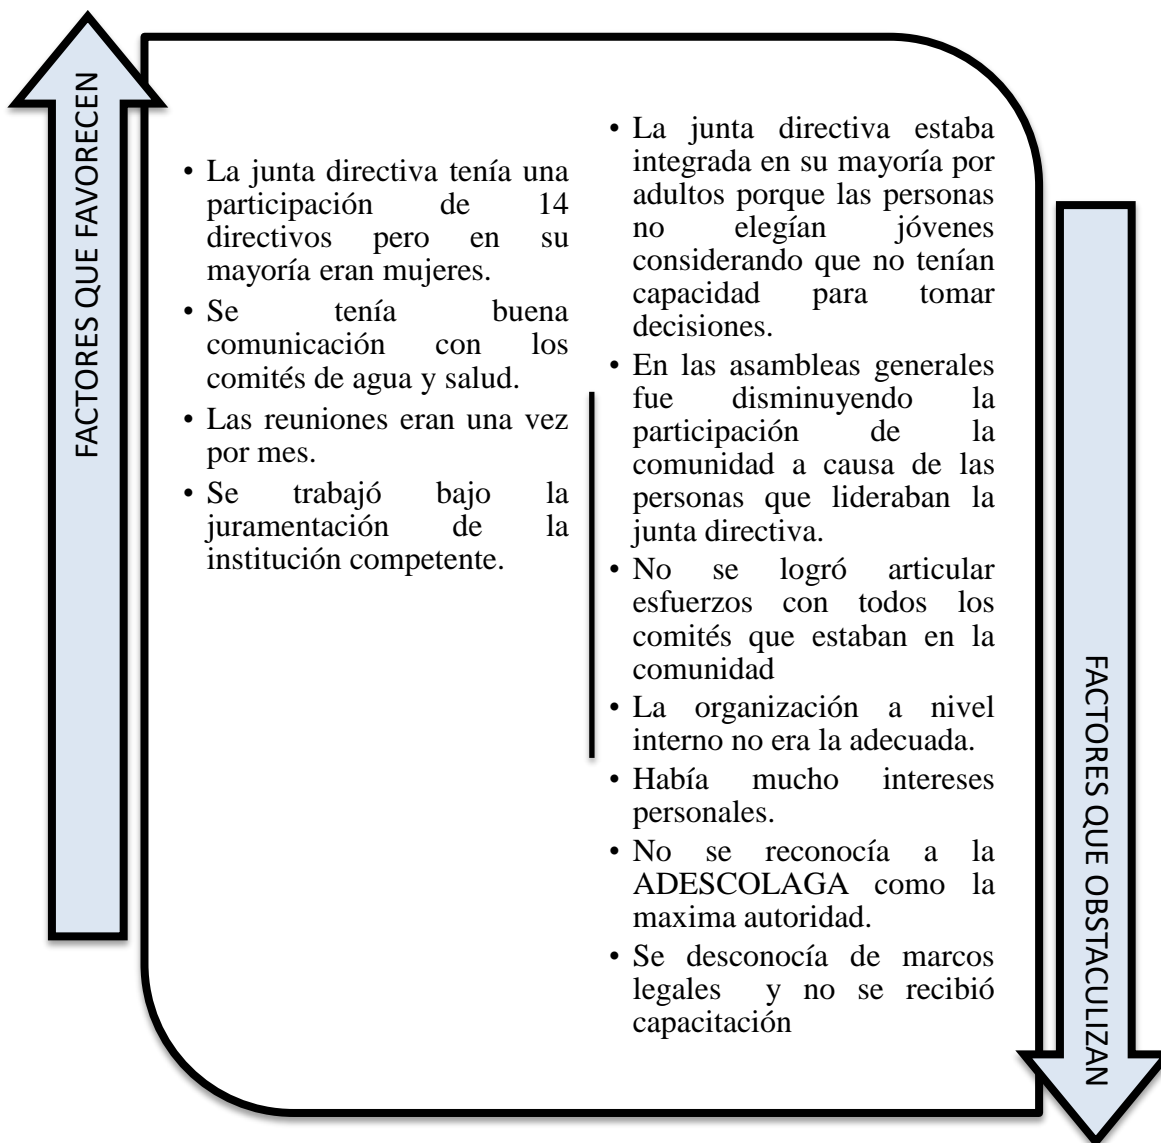 FACTORES QUE FAVORECEN
• La junta directiva tenía una
participación de 14
directivos pero en su
mayoría eran mujeres.
• Se tenía buena
comunicación con los
comités de agua y salud.
• Las reuniones eran una vez
por mes.
• Se trabajó bajo la
juramentación de la
institución competente.
• La junta directiva estaba
integrada en su mayoría por
adultos porque las personas
no elegían jóvenes
considerando que no tenían
capacidad para tomar
decisiones.
• En las asambleas generales
fue disminuyendo la
participación de la
comunidad a causa de las
personas que lideraban la
junta directiva.
• No se logró articular
esfuerzos con todos los
comités que estaban en la
comunidad
• La organización a nivel
interno no era la adecuada.
• Había mucho intereses
personales.
• No se reconocía a la
ADESCOLAGA como la
maxima autoridad.
• Se desconocía de marcos
legales y no se recibió
capacitación
FACTORES QUE OBSTACULIZAN